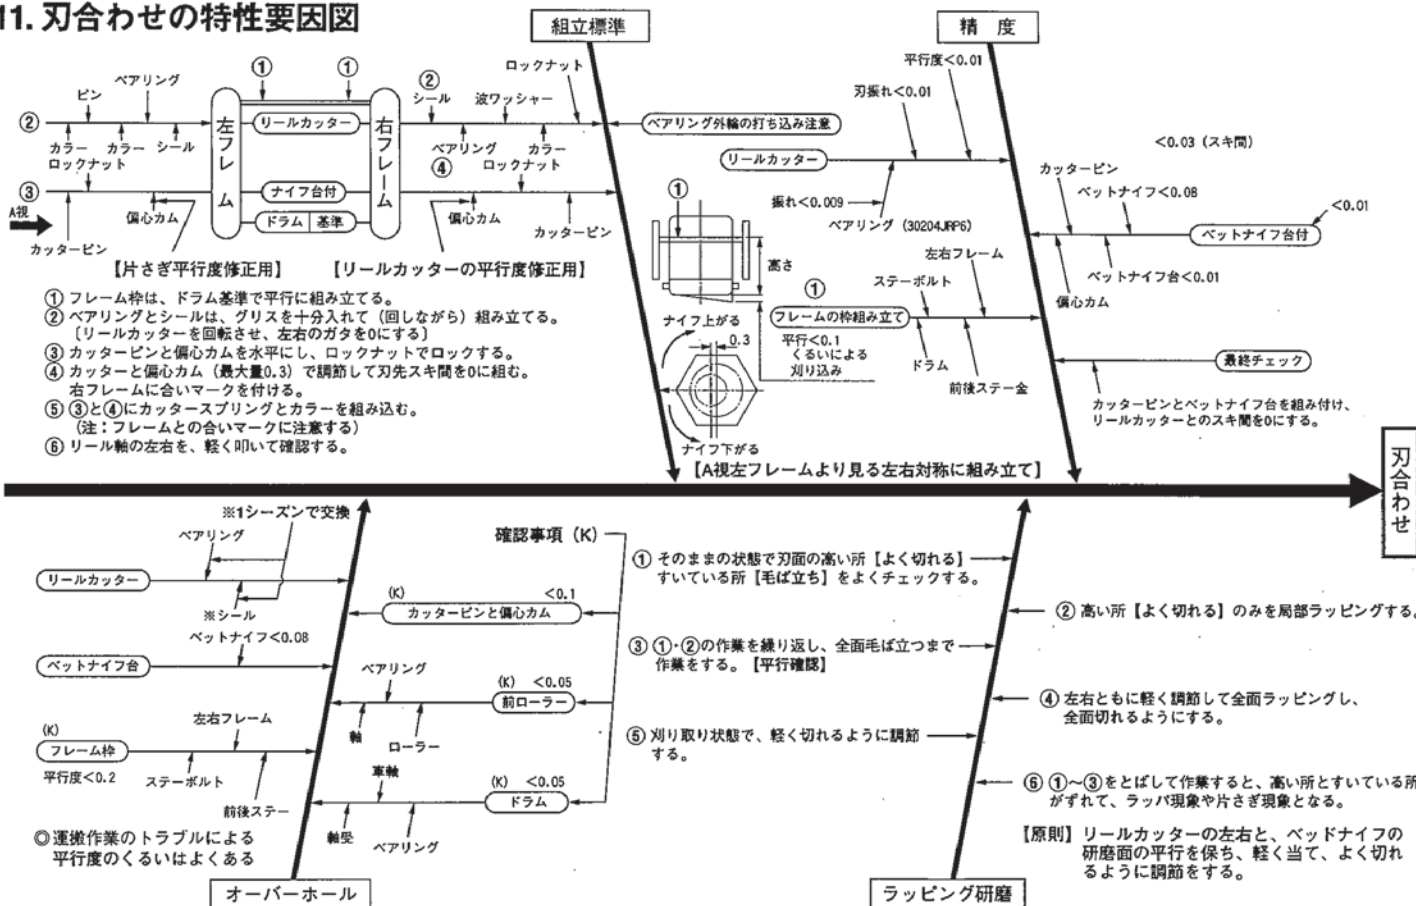 11. 刃合わせの特性要因図
組立標準
精 度
① ①
ピン
ベアリング
②
カラー
ロックナット
カラー
シール
左フレーム
リールカッター
右フレーム
②
シール
波ワッシャー
ロックナット
ベアリング
カラー
④
ロックナット
③
A視
カッターピン
偏心カム
ナイフ台付
ドラム 基準
偏心カム
カッターピン
【片さぎ平行度修正用】
【リールカッターの平行度修正用】
① フレーム枠は、ドラム基準で平行に組み立てる。
② ベアリングとシールは、グリスを十分入れて（回しながら）組み立てる。
〔リールカッターを回転させ、左右のガタを0にする〕
③ カッターピンと偏心カムを水平にし、ロックナットでロックする。
④ カッターと偏心カム（最大量0.3）で調節して刃先スキ間を0に組む。
右フレームに合いマークを付ける。
⑤ ③と④にカッタースプリングとカラーを組み込む。
（注：フレームとの合いマークに注意する）
⑥ リール軸の左右を、軽く叩いて確認する。
ベアリング外輪の打ち込み注意
①
高さ
ナイフ上がる
0.3
ナイフ下がる
【A視左フレームより見る左右対称に組み立て】
平行度<0.01
刃振れ<0.01
リールカッター
振れ<0.009
ベアリング（30204JRP6）
<0.03（スキ間）
カッターピン
ベットナイフ<0.08
<0.01
ベットナイフ台付
ベットナイフ台<0.01
偏心カム
左右フレーム
ステーボルト
①
フレームの枠組み立て
平行<0.1
くるいによる
刈り込み
ドラム
前後ステー金
最終チェック
カッターピンとベットナイフ台を組み付け、
リールカッターとのスキ間を0にする。
刃合わせ
※1シーズンで交換
ベアリング
リールカッター
※シール
ベットナイフ<0.08
ベットナイフ台
(K)
フレーム枠
平行度<0.2
左右フレーム
ステーボルト
前後ステー
◎運搬作業のトラブルによる
平行度のくるいはよくある
オーバーホール
確認事項（K）
(K) <0.1
カッターピンと偏心カム
ベアリング
(K) <0.05
前ローラー
軸
ローラー
車軸
(K) <0.05
ドラム
軸受
ベアリング
① そのままの状態で刃面の高い所【よく切れる】
すいている所【毛ば立ち】をよくチェックする。
② 高い所【よく切れる】のみを局部ラッピングする。
③ ①・②の作業を繰り返し、全面毛ば立つまで
作業をする。【平行確認】
④ 左右ともに軽く調節して全面ラッピングし、
全面切れるようにする。
⑤ 刈り取り状態で、軽く切れるように調節
する。
⑥ ①～③をとばして作業すると、高い所とすいている所
がずれて、ラッパ現象や片さぎ現象となる。
【原則】リールカッターの左右と、ベッドナイフの
研磨面の平行を保ち、軽く当て、よく切れ
るように調節をする。
ラッピング研磨